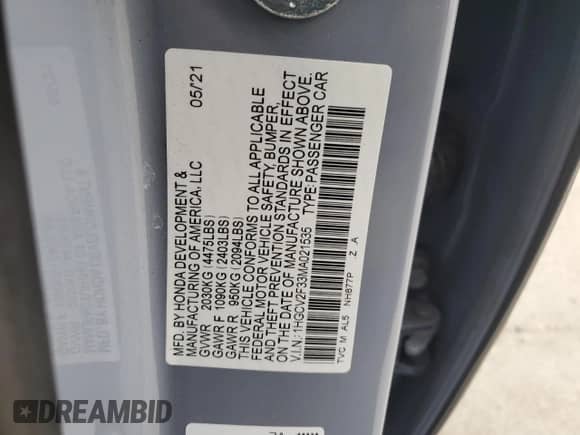 MFD. BY HONDA DEVELOPMENT & 05/21
MANUFACTURING OF AMERICA, LLC
GVWR 2030KG (4475LBS)
GAWR F 1090KG (2403LBS)
GAWR R 950KG (2094LBS)
THIS VEHICLE CONFORMS TO ALL APPLICABLE
FEDERAL MOTOR VEHICLE SAFETY, BUMPER,
AND THEFT PREVENTION STANDARDS IN EFFECT
ON THE DATE OF MANUFACTURE SHOWN ABOVE.
V.I.N: 1HGCV2F33MA021535 TYPE:PASSENGER CAR
TVC M AL5 NH877P Z A
DREAMBID